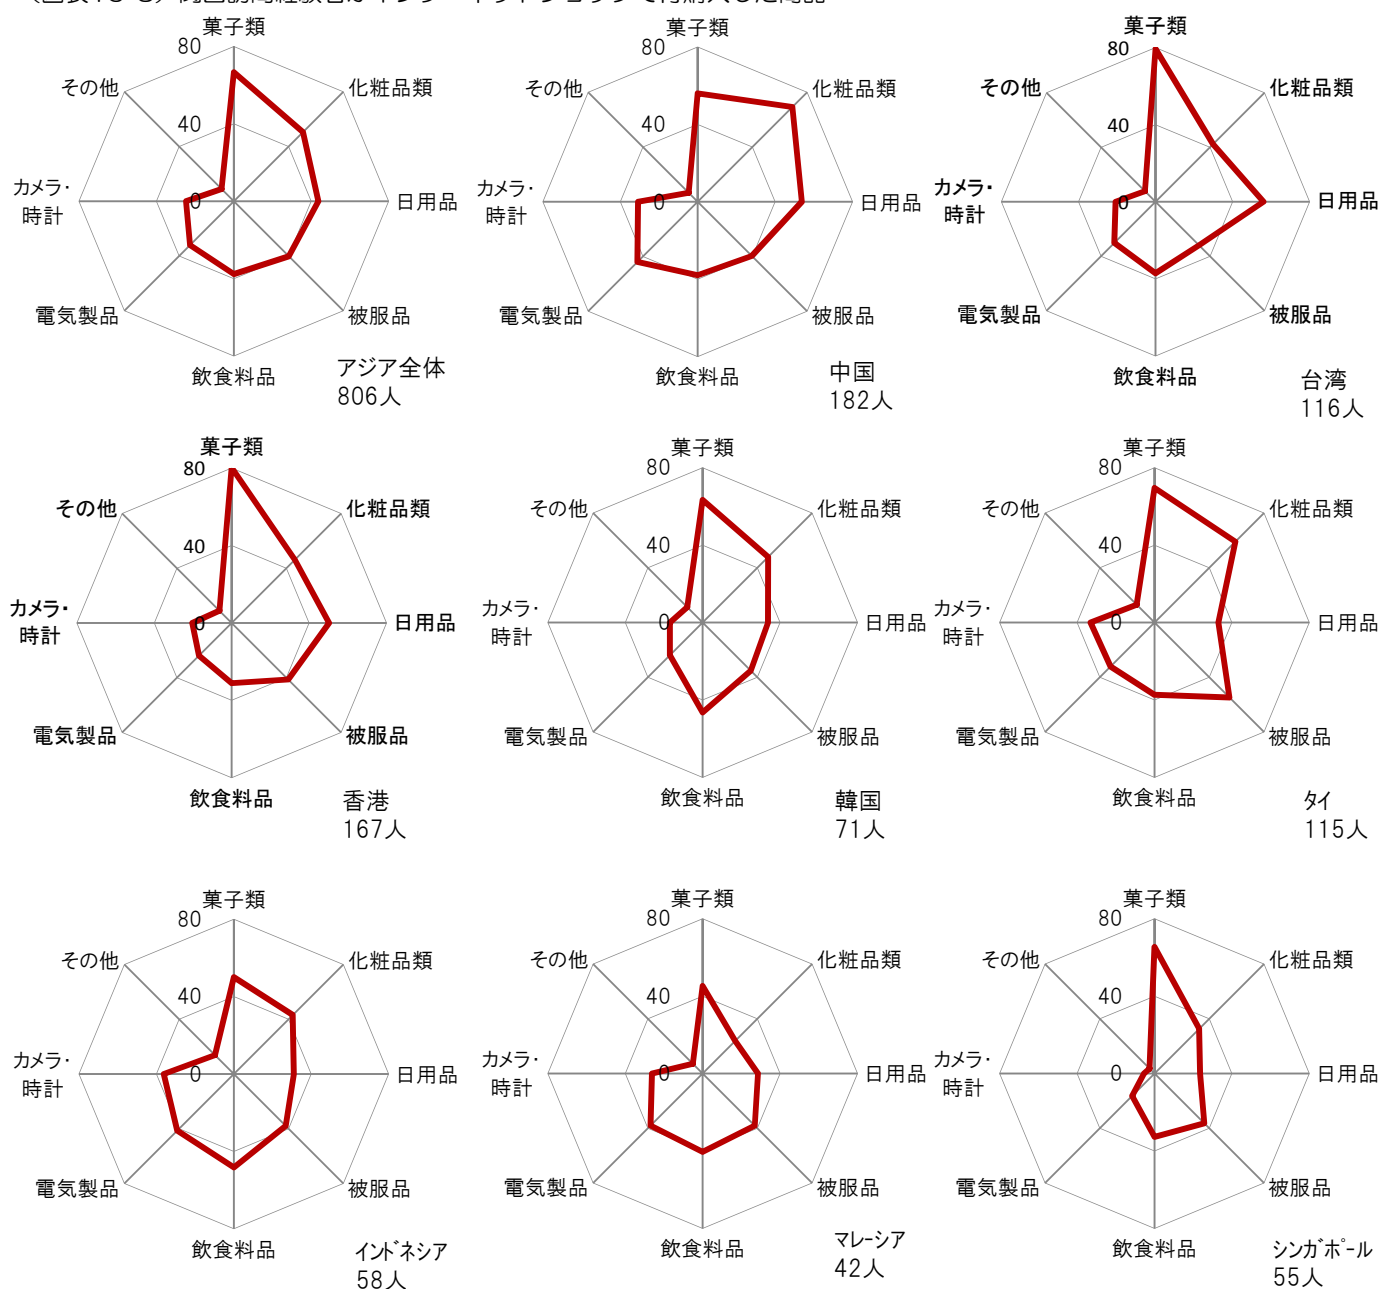 菓子類
80
その他
化粧品類
40
カメラ・
時計
0
日用品
電気製品
被服品
飲食料品
アジア全体
806人
菓子類
80
その他
化粧品類
40
カメラ・
時計
0
日用品
電気製品
被服品
飲食料品
中国
182人
菓子類
80
その他
化粧品類
40
カメラ・
時計
0
日用品
電気製品
被服品
飲食料品
台湾
116人
菓子類
80
その他
化粧品類
40
カメラ・
時計
0
日用品
電気製品
被服品
飲食料品
香港
167人
菓子類
80
その他
化粧品類
40
カメラ・
時計
0
日用品
電気製品
被服品
飲食料品
韓国
71人
菓子類
80
その他
化粧品類
40
カメラ・
時計
0
日用品
電気製品
被服品
飲食料品
タイ
115人
菓子類
80
その他
化粧品類
40
カメラ・
時計
0
日用品
電気製品
被服品
飲食料品
インドネシア
58人
菓子類
80
その他
化粧品類
40
カメラ・
時計
0
日用品
電気製品
被服品
飲食料品
マレーシア
42人
菓子類
80
その他
化粧品類
40
カメラ・
時計
0
日用品
電気製品
被服品
飲食料品
シンガポール
55人